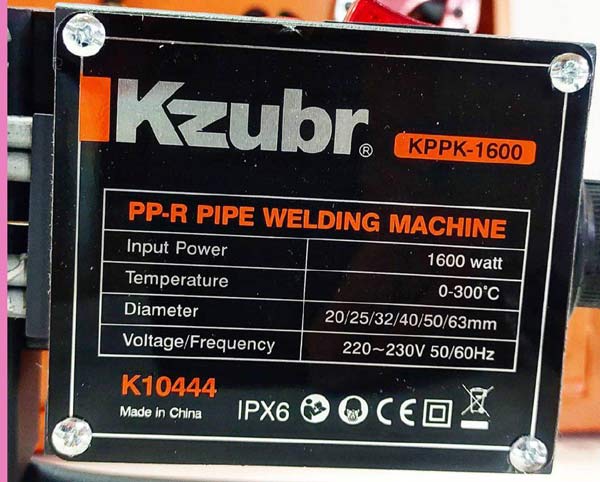 Kzubr® KPPK-1600
PP-R PIPE WELDING MACHINE
Input Power 1600 watt
Temperature 0-300°C
Diameter 20/25/32/40/50/63mm
Voltage/Frequency 220~230V 50/60Hz
K10444
Made in China IPX6 CE